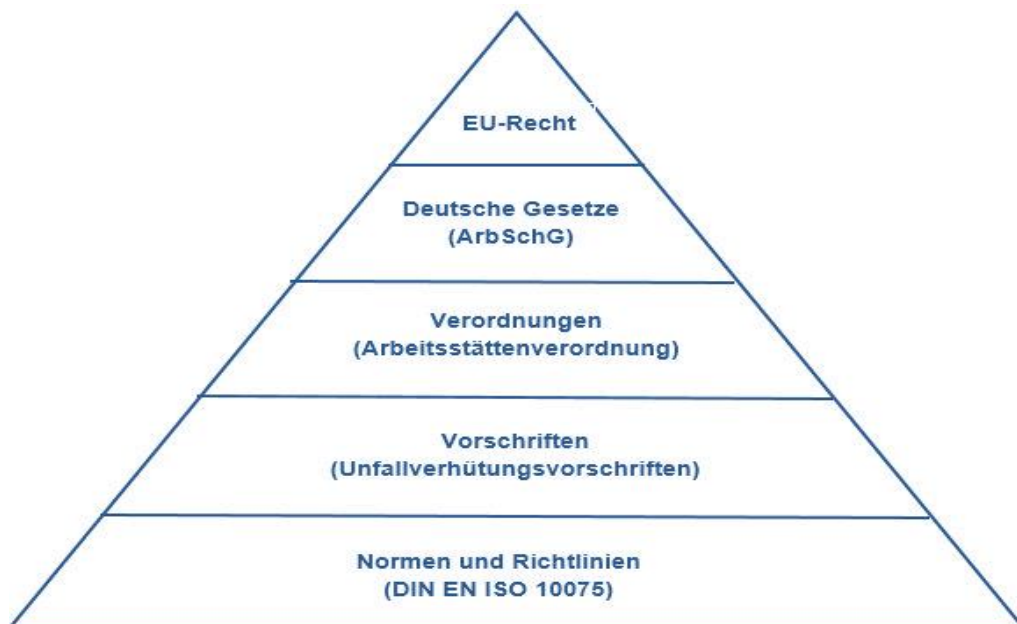 EU-Recht
Deutsche Gesetze
(ArbSchG)
Verordnungen
(Arbeitsstättenverordnung)
Vorschriften
(Unfallverhütungsvorschriften)
Normen und Richtlinien
(DIN EN ISO 10075)